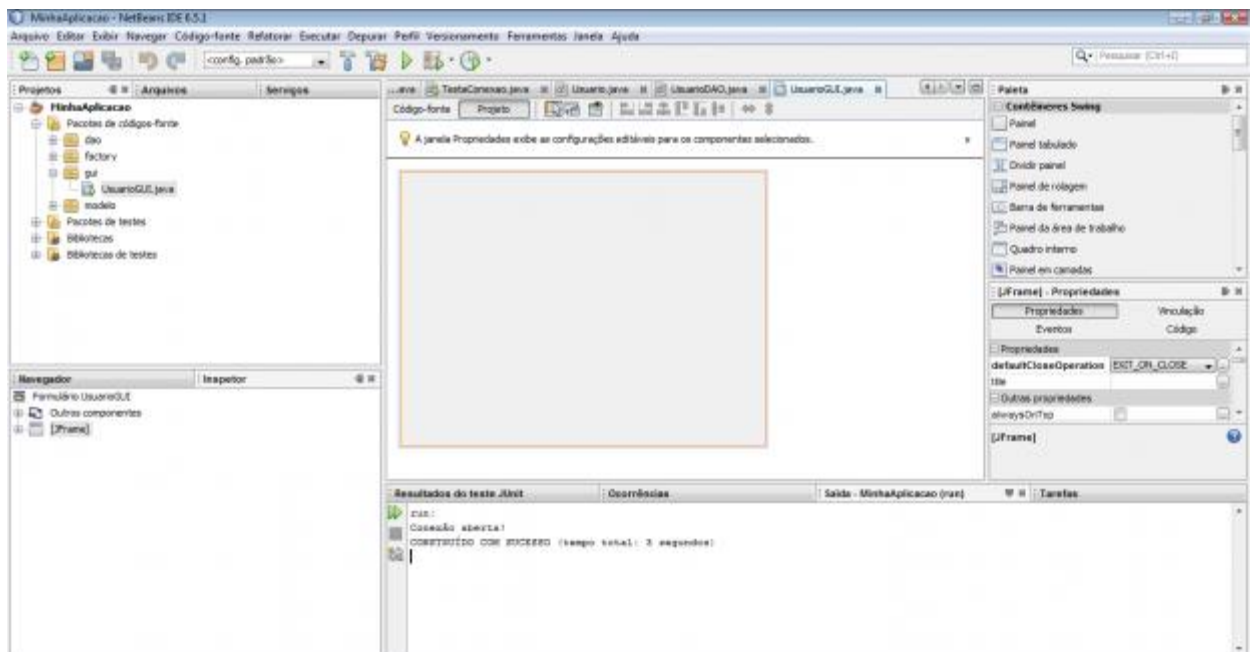 MinhaAplicacao - NetBeans IDE 6.5.1
Arquivo Editar Exibir Navegar Código-fonte Refatorar Executar Depurar Perfil Versionamento Ferramentas Janela Ajuda
<config. padrão>
Pesquisar (Ctrl+I)
Projetos
Arquivos
Serviços
MinhaAplicacao
Pacotes de códigos-fonte
dao
factory
gui
UsuarioGUI.java
modelo
Pacotes de testes
Bibliotecas
Bibliotecas de testes
Navegador
Inspetor
Formulário UsuarioGUI
Outros componentes
[JFrame]
TestaConexao.java
Usuario.java
UsuarioDAO.java
UsuarioGUI.java
Código-fonte
Projeto
A janela Propriedades exibe as configurações editáveis para os componentes selecionados.
Resultados do teste JUnit
Ocorrências
Saída - MinhaAplicacao (run)
Tarefas
run:
Conexão aberta!
CONSTRUÍDO COM SUCESSO (tempo total: 3 segundos)
Paleta
Contêineres Swing
Painel
Painel tabulado
Dividir painel
Painel de rolagem
Barra de ferramentas
Painel da área de trabalho
Quadro interno
Painel em camadas
[JFrame] - Propriedades
Propriedades
Vinculação
Eventos
Código
Propriedades
defaultCloseOperation
EXIT_ON_CLOSE
title
Outras propriedades
alwaysOnTop
[JFrame]